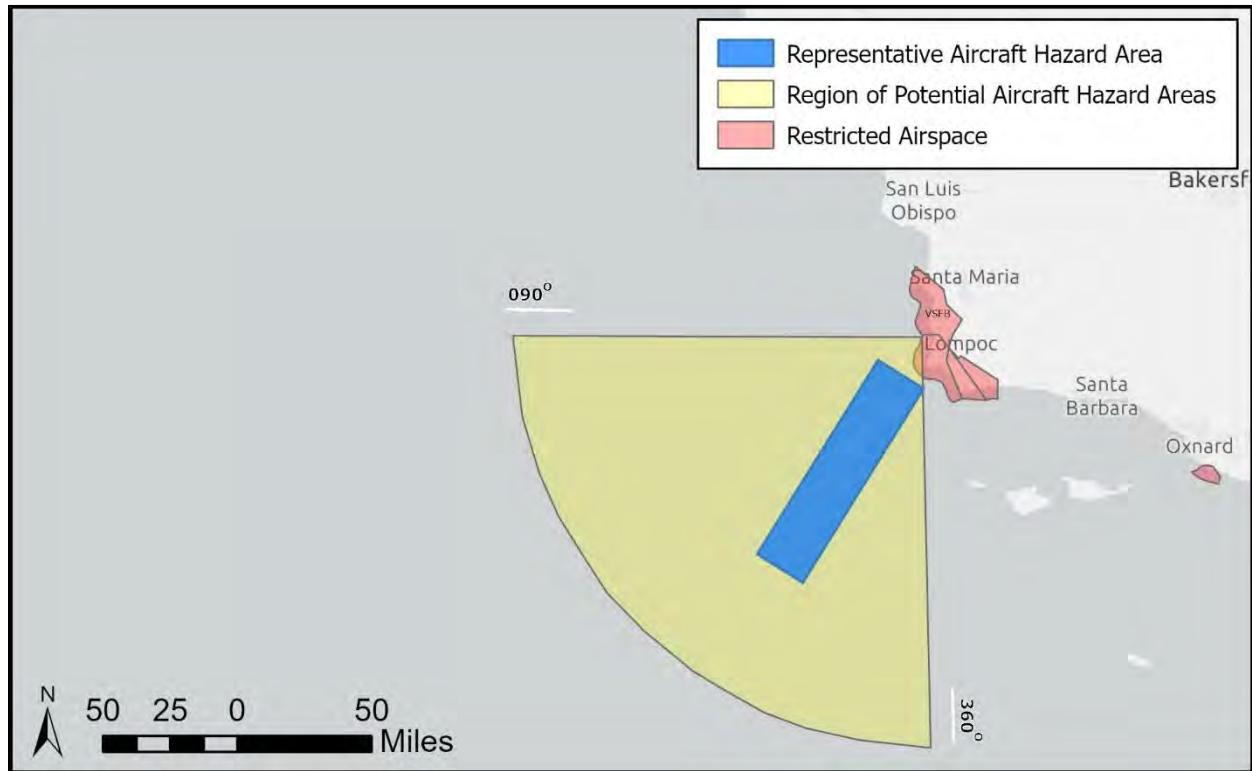 Representative Aircraft Hazard Area
Region of Potential Aircraft Hazard Areas
Restricted Airspace
San Luis
Obispo
Bakersf
Santa Maria
090°
VSFB
Lompoc
Santa
Barbara
Oxnard
360°
N
50 25 0 50
Miles